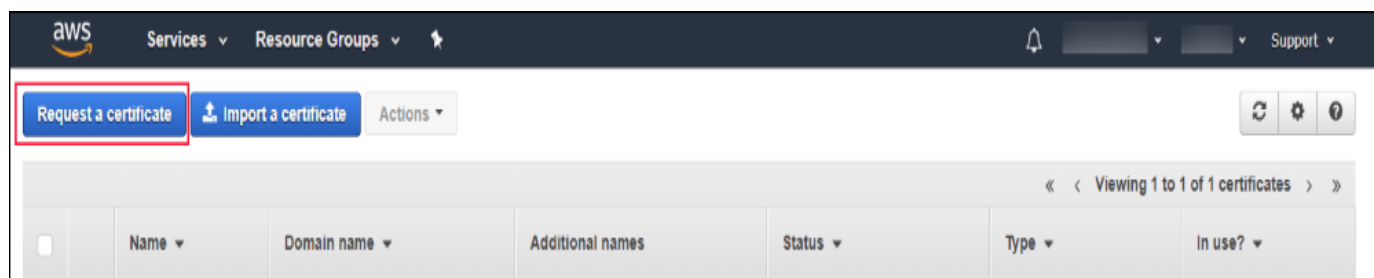 aws Services Resource Groups Support
Request a certificate Import a certificate Actions
Viewing 1 to 1 of 1 certificates
Name Domain name Additional names Status Type In use?